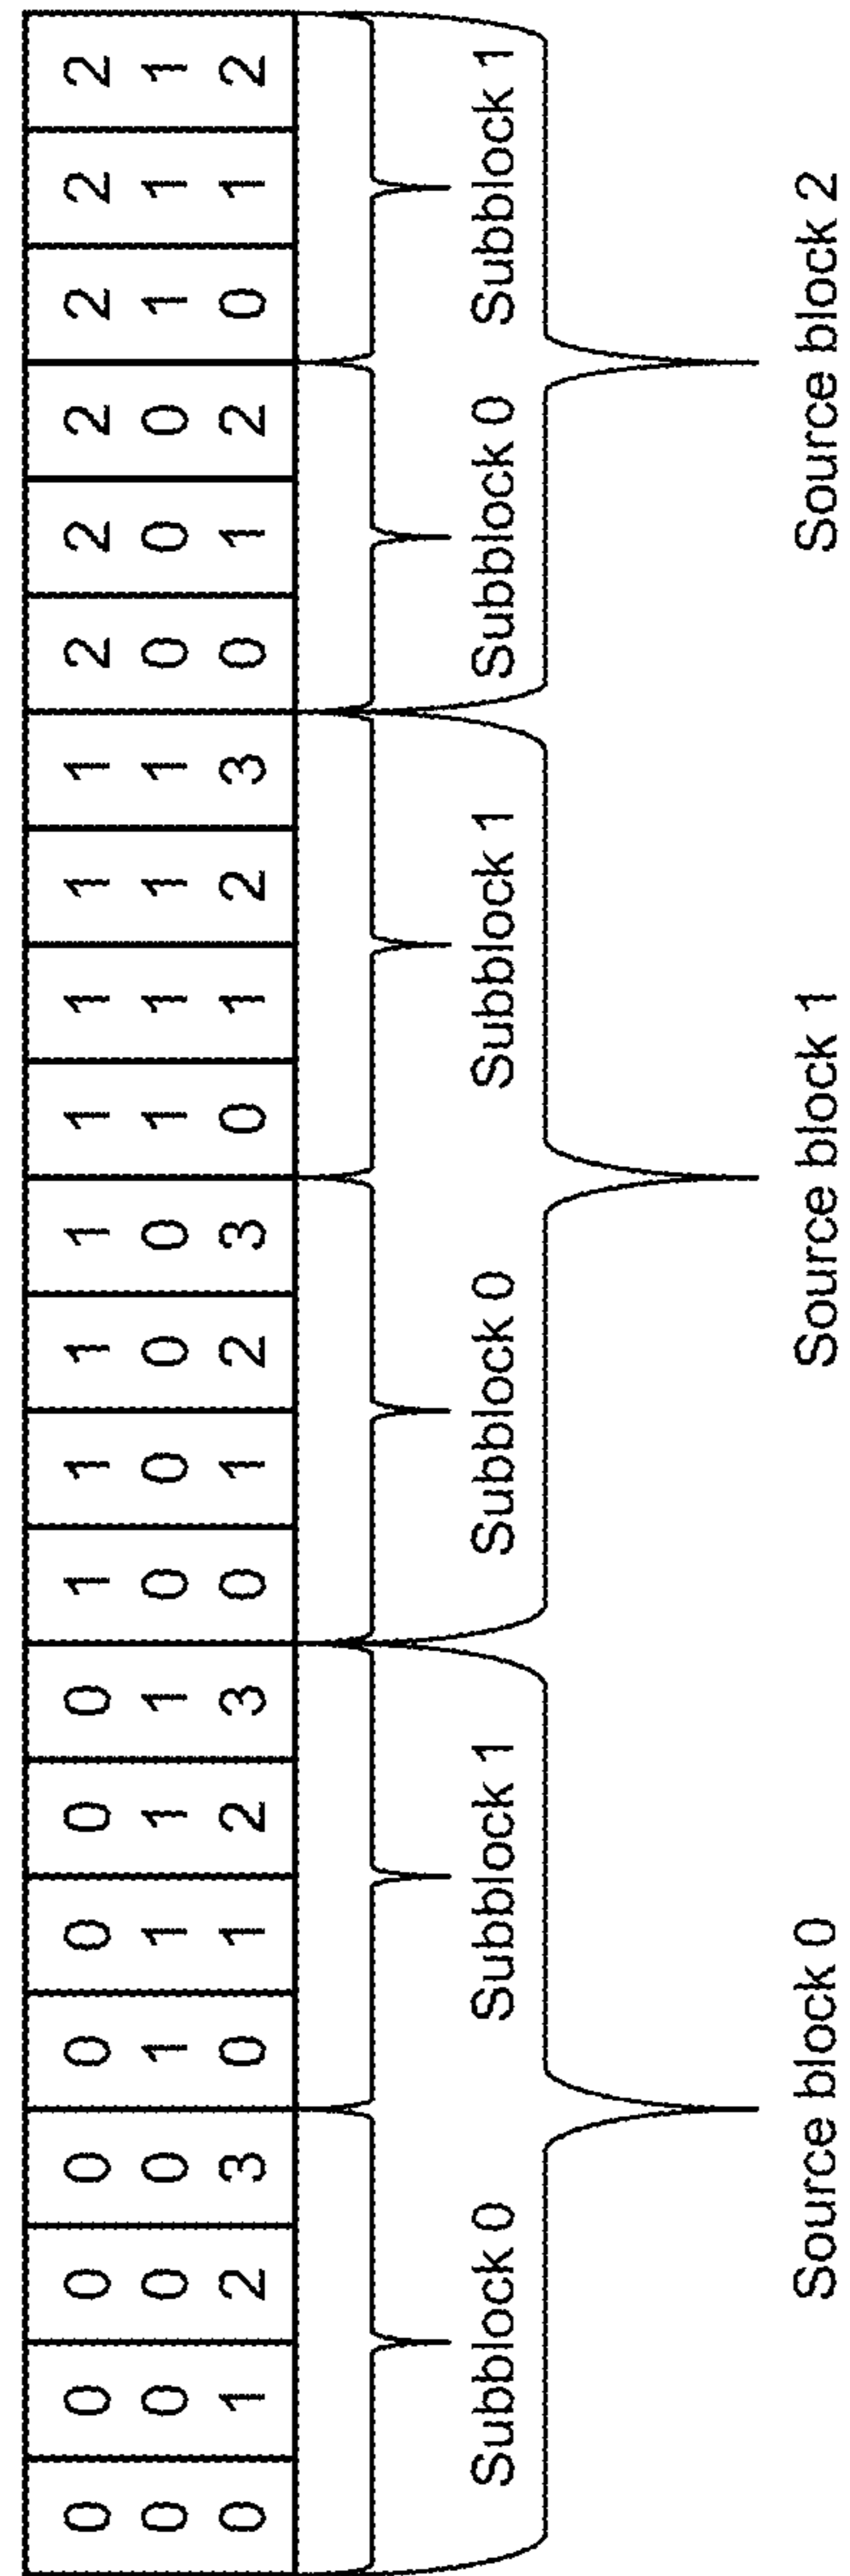 0 0 0 0 0 0 0 0 1 1 1 1 1 1 1 1 2 2 2 2 2 2
0 0 0 0 1 1 1 1 0 0 0 0 1 1 1 1 0 0 0 1 1 1
0 1 2 3 0 1 2 3 0 1 2 3 0 1 2 3 0 1 2 0 1 2
Subblock 0 Subblock 1 Subblock 0 Subblock 1 Subblock 0 Subblock 1
Source block 0 Source block 1 Source block 2